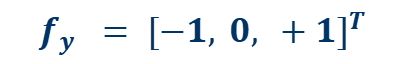 f_y = [−1, 0, +1]^T